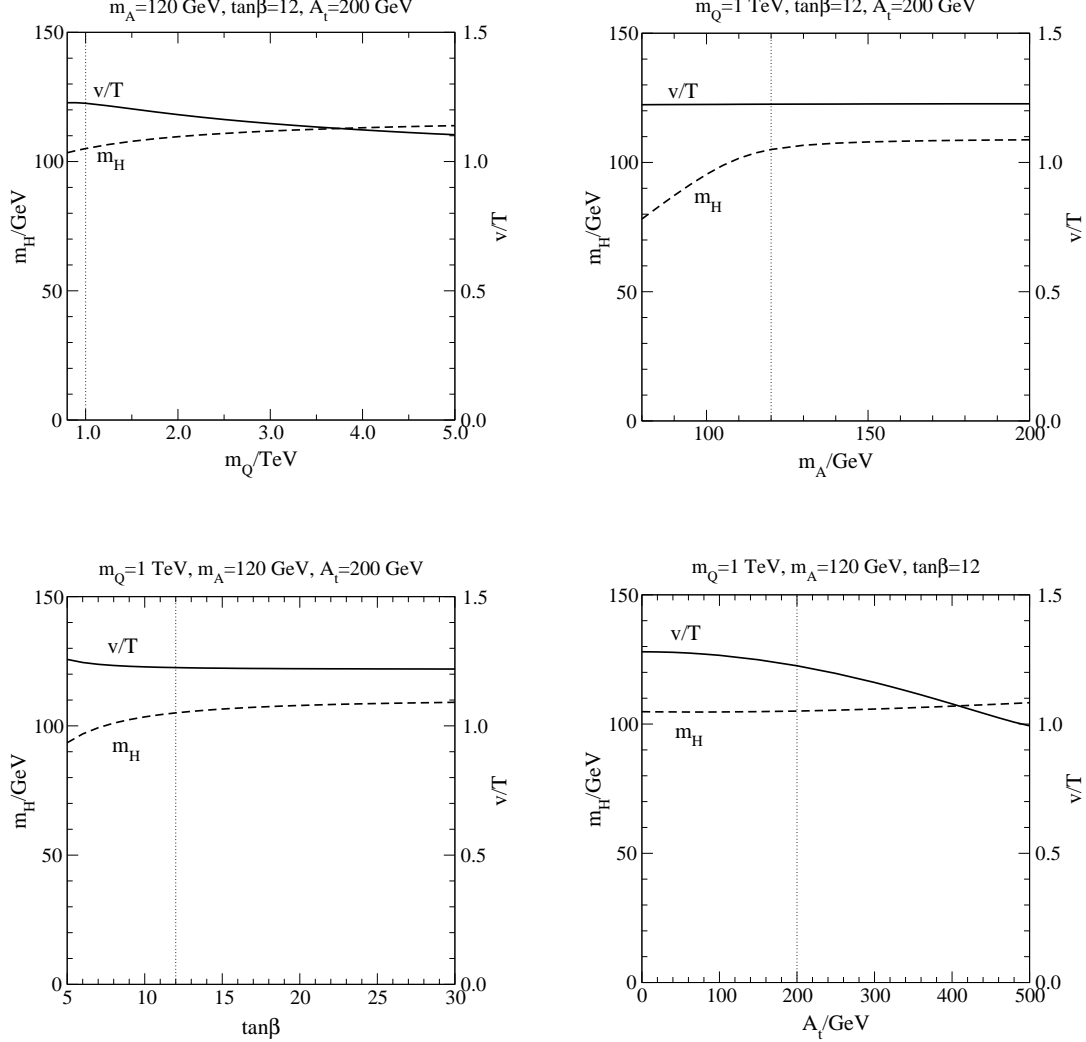 m_A=120 GeV, tanβ=12, A_t=200 GeV
150
1.5
v/T
100
1.0
m_H
m_H/GeV
v/T
50
0.5
0
0.0
1.0 2.0 3.0 4.0 5.0
m_Q/TeV
m_Q=1 TeV, tanβ=12, A_t=200 GeV
150
1.5
v/T
100
1.0
m_H
m_H/GeV
v/T
50
0.5
0
0.0
100 150 200
m_A/GeV
m_Q=1 TeV, m_A=120 GeV, A_t=200 GeV
150
1.5
v/T
100
1.0
m_H
m_H/GeV
v/T
50
0.5
0
0.0
5 10 15 20 25 30
tanβ
m_Q=1 TeV, m_A=120 GeV, tanβ=12
150
1.5
v/T
100
1.0
m_H
m_H/GeV
v/T
50
0.5
0
0.0
0 100 200 300 400 500
A_t/GeV